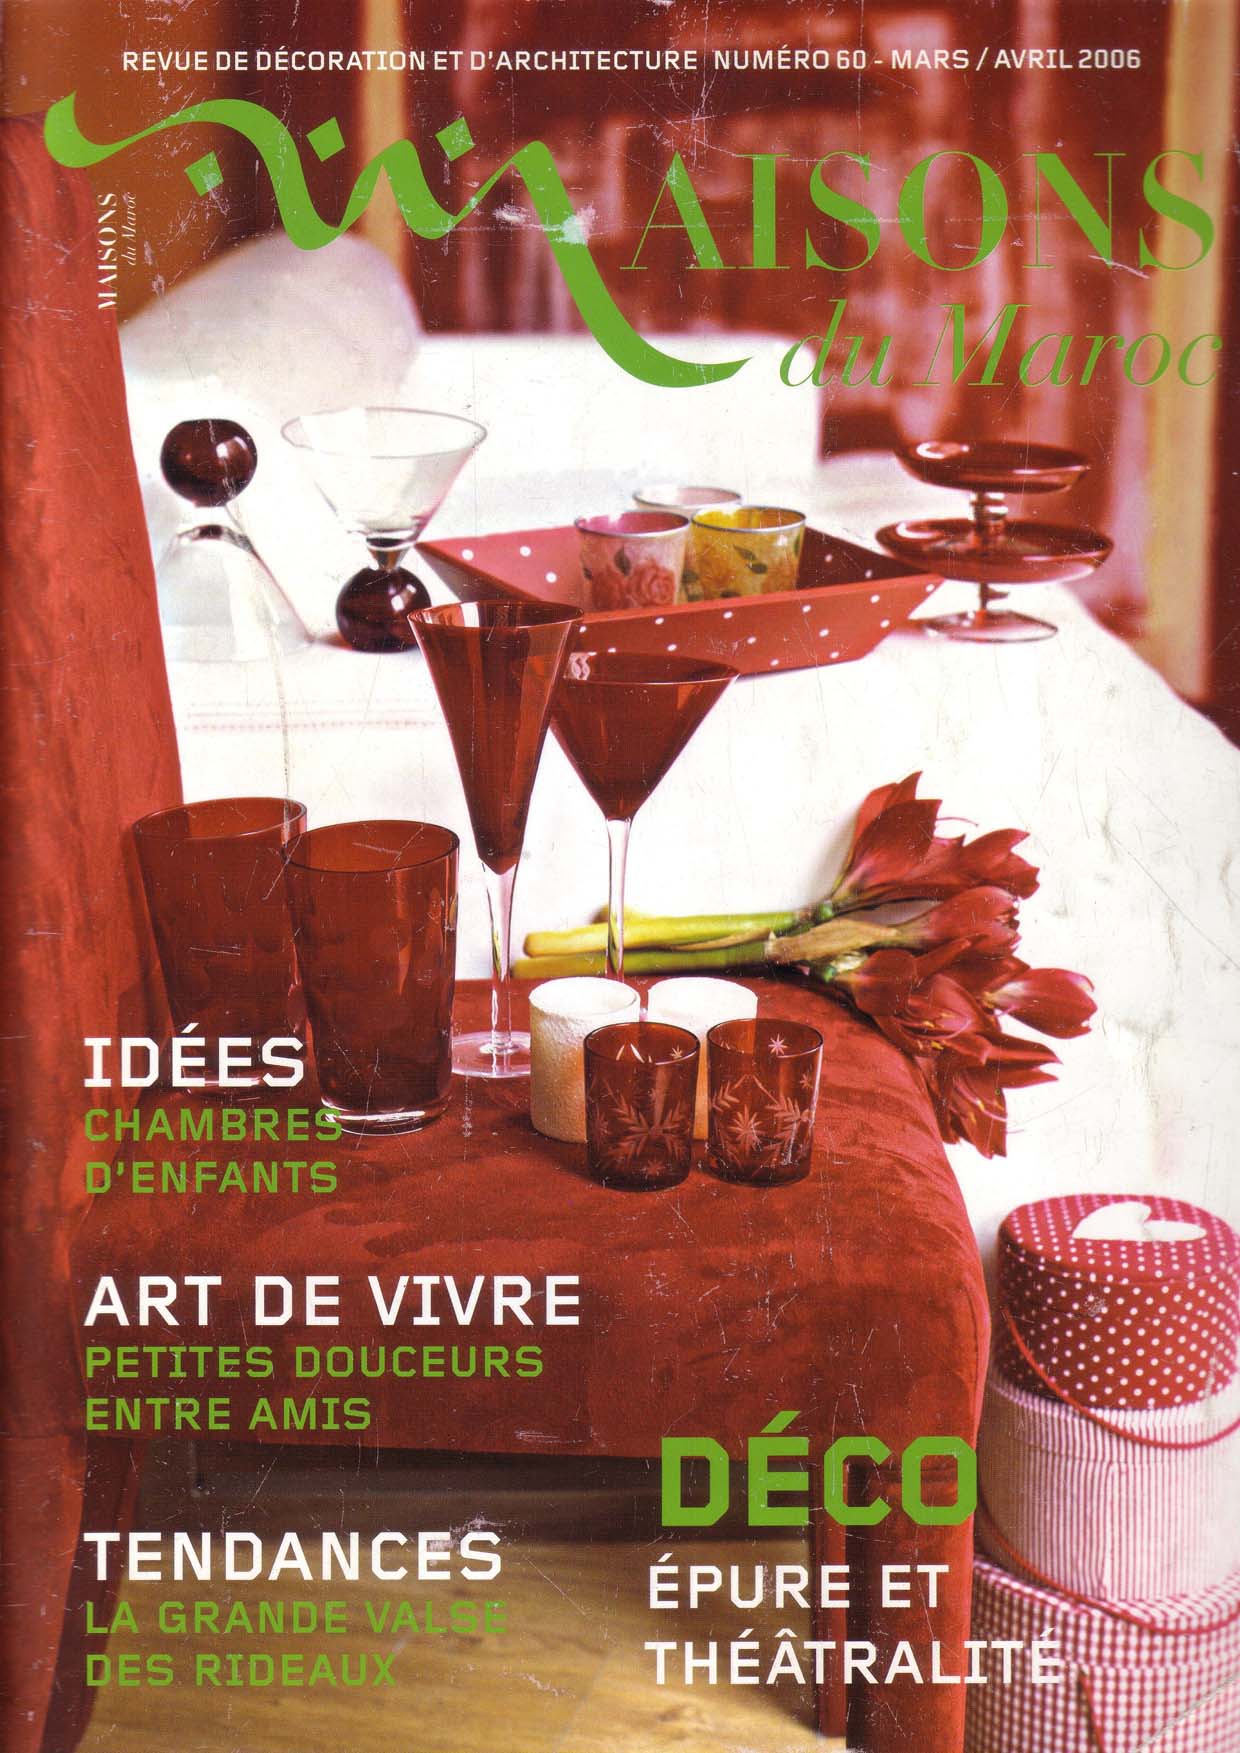 REVUE DE DÉCORATION ET D'ARCHITECTURE NUMÉRO 60 - MARS / AVRIL 2006
MAISONS
du Maroc
MAISONS
du Maroc
IDÉES
CHAMBRES
D'ENFANTS
ART DE VIVRE
PETITES DOUCEURS
ENTRE AMIS
TENDANCES
LA GRANDE VALSE
DES RIDEAUX
DÉCO
ÉPURE ET
THÉÂTRALITÉ